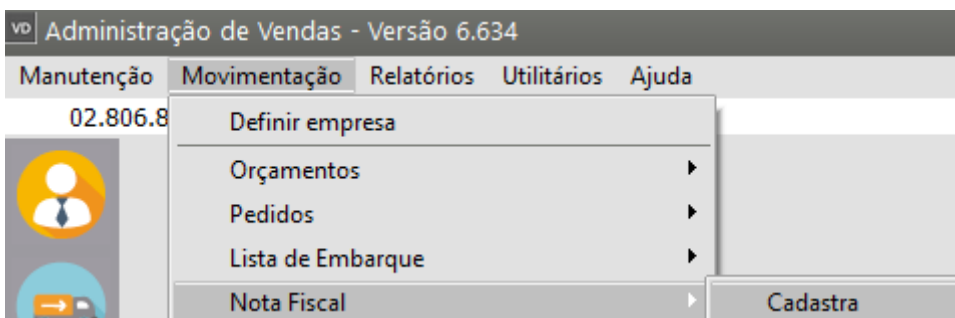 VD Administração de Vendas - Versão 6.634
Manutenção Movimentação Relatórios Utilitários Ajuda
02.806.8
Definir empresa
Orçamentos
Pedidos
Lista de Embarque
Nota Fiscal Cadastra